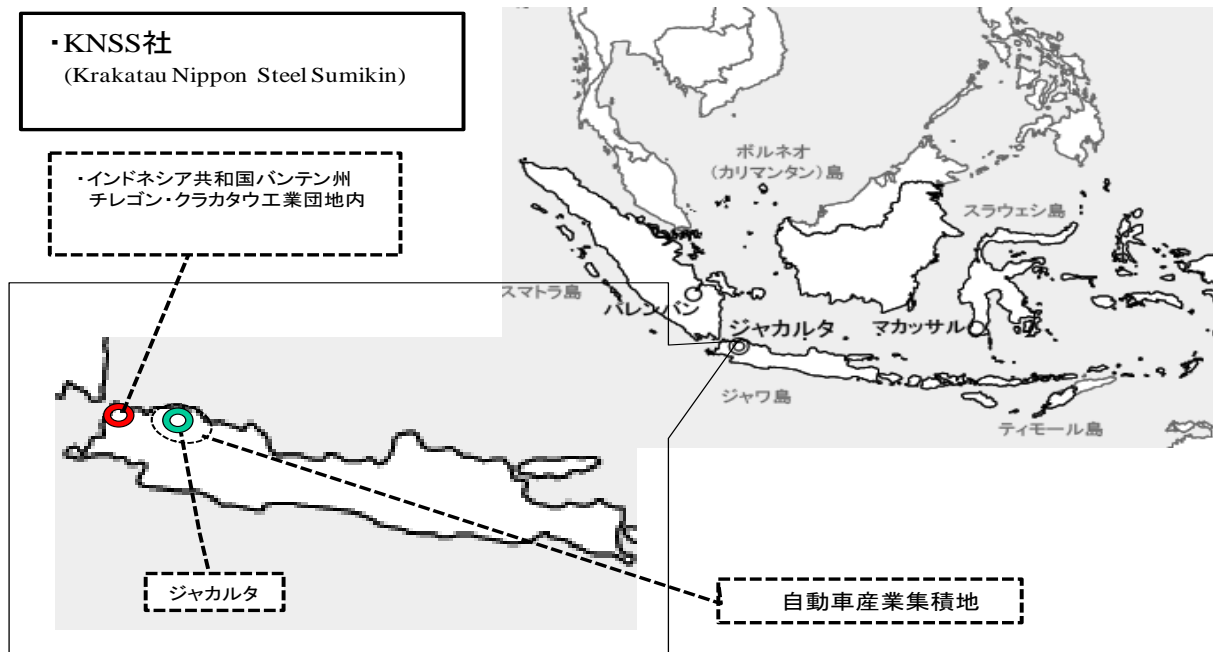 ・KNSS社
(Krakatau Nippon Steel Sumikin)
・インドネシア共和国バンテン州
チレゴン・クラカタウ工業団地内
ボルネオ
(カリマンタン)島
スラウェシ島
スマトラ島
パレンバン
ジャカルタ
マカッサル
ジャワ島
ティモール島
ジャカルタ
自動車産業集積地